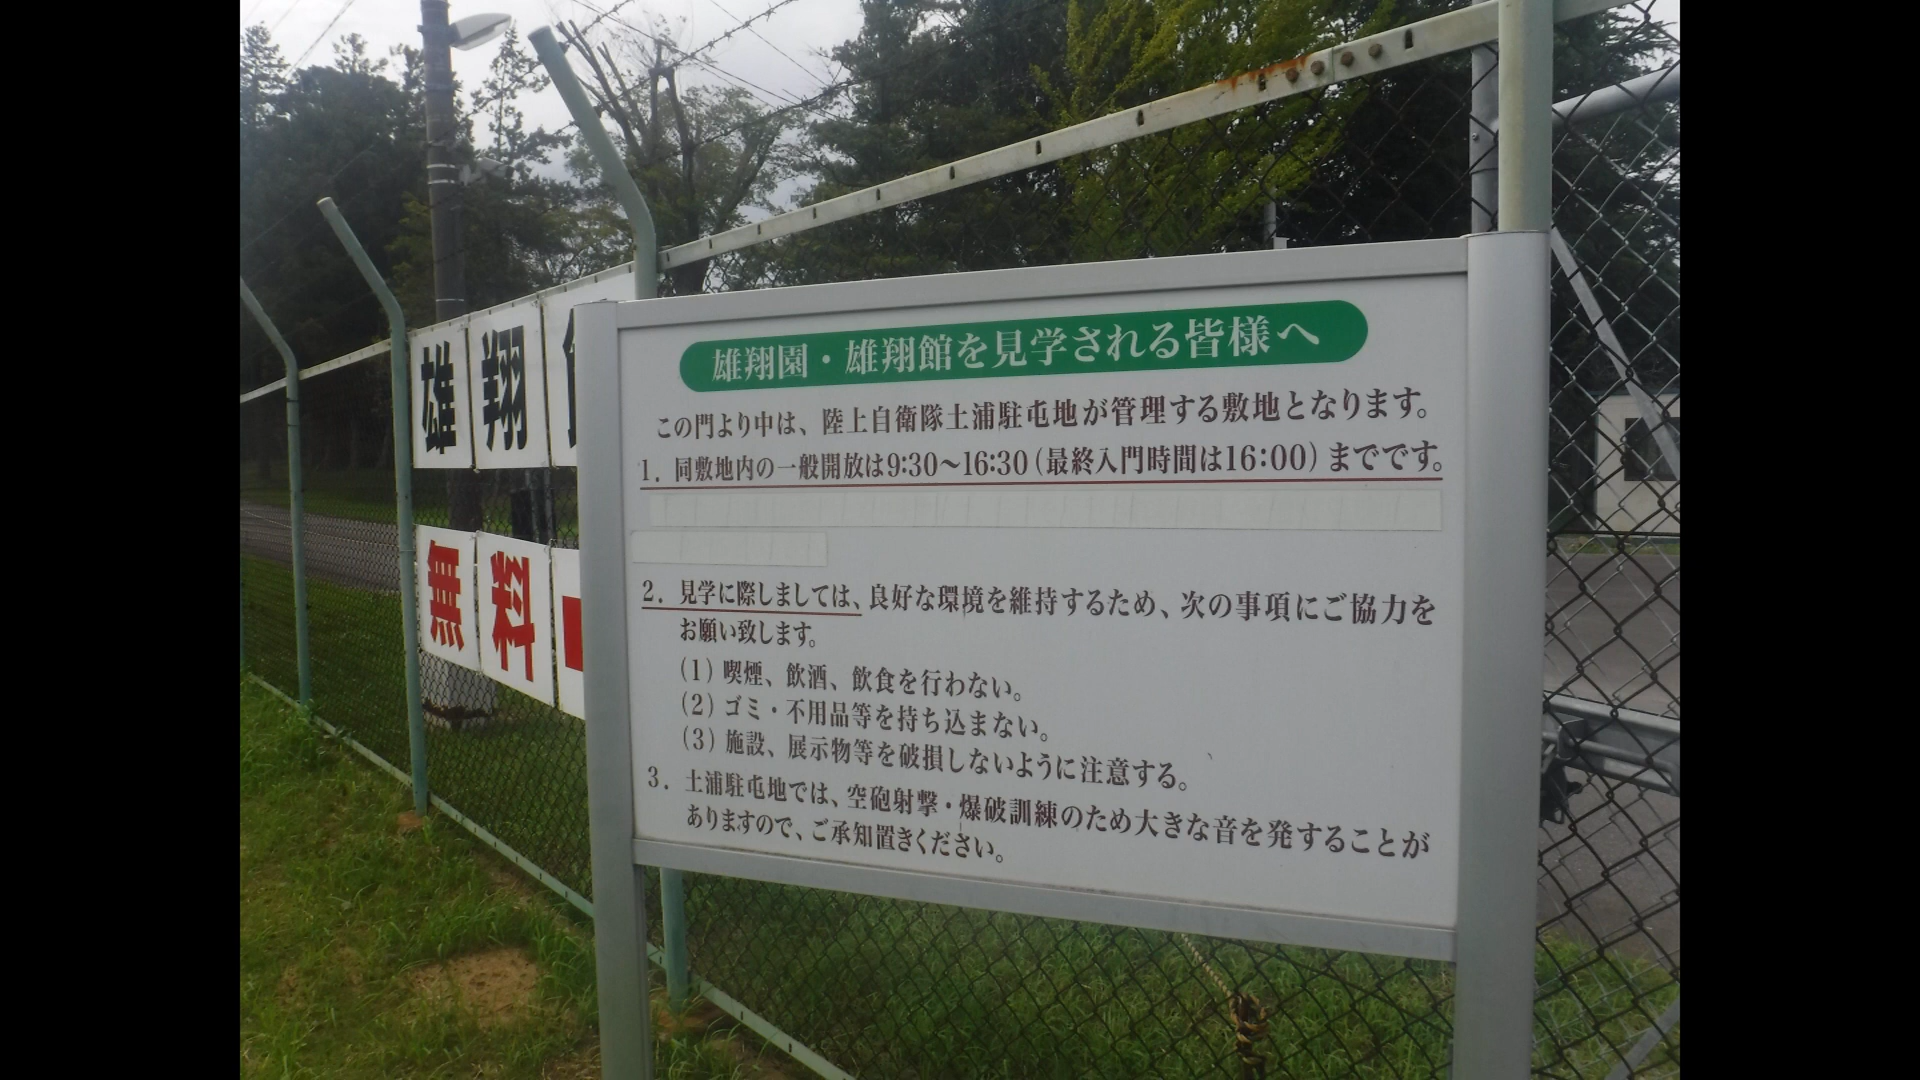 雄翔
無料
雄翔園・雄翔館を見学される皆様へ
この門より中は、陸上自衛隊土浦駐屯地が管理する敷地となります。
1. 同敷地内の一般開放は9:30～16:30(最終入門時間は16:00)までです。
2. 見学に際しましては、良好な環境を維持するため、次の事項にご協力を
お願い致します。
(1) 喫煙、飲酒、飲食を行わない。
(2) ゴミ・不用品等を持ち込まない。
(3) 施設、展示物等を破損しないように注意する。
3. 土浦駐屯地では、空砲射撃・爆破訓練のため大きな音を発することが
ありますので、ご承知置きください。